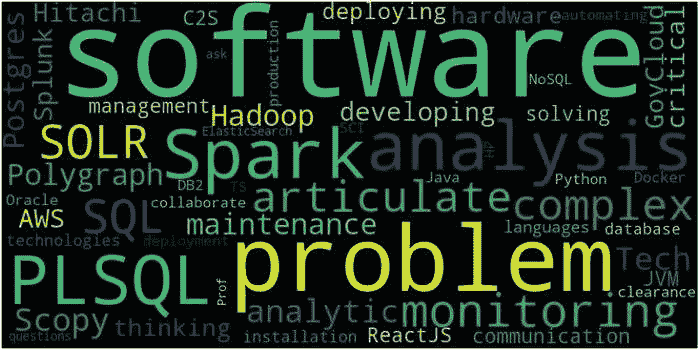 Postgres
Hitachi
Splunk
C2S
deploying
hardware
automating
GovCloud
critical
software
ask
production
NoSQL
management
Hadoop
developing
solving
SOLR
ElasticSearch
SCI
Spark
analysis
HP
Polygraph
DB2
TS
Java
Python
Docker
Oracle
collaborate
articulate
complex
AWS
SQL
maintenance
languages
database
technologies
deployment
problem
Tech
PLSQL
Prof
JVM
clearance
Scopy
thinking
analytic
monitoring
questions
installation
ReactJS
communication